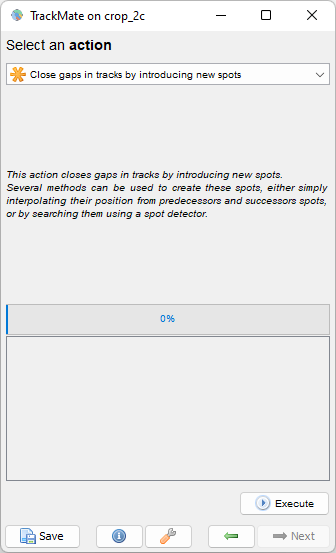 TrackMate on crop_2c
Select an action
Close gaps in tracks by introducing new spots
This action closes gaps in tracks by introducing new spots.
Several methods can be used to create these spots, either simply
interpolating their position from predecessors and successors spots,
or by searching them using a spot detector.
0%
Execute
Save
Next